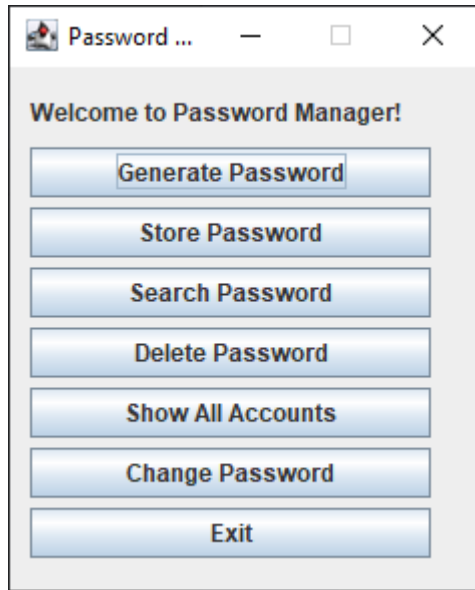 Password ...
Welcome to Password Manager!
Generate Password
Store Password
Search Password
Delete Password
Show All Accounts
Change Password
Exit